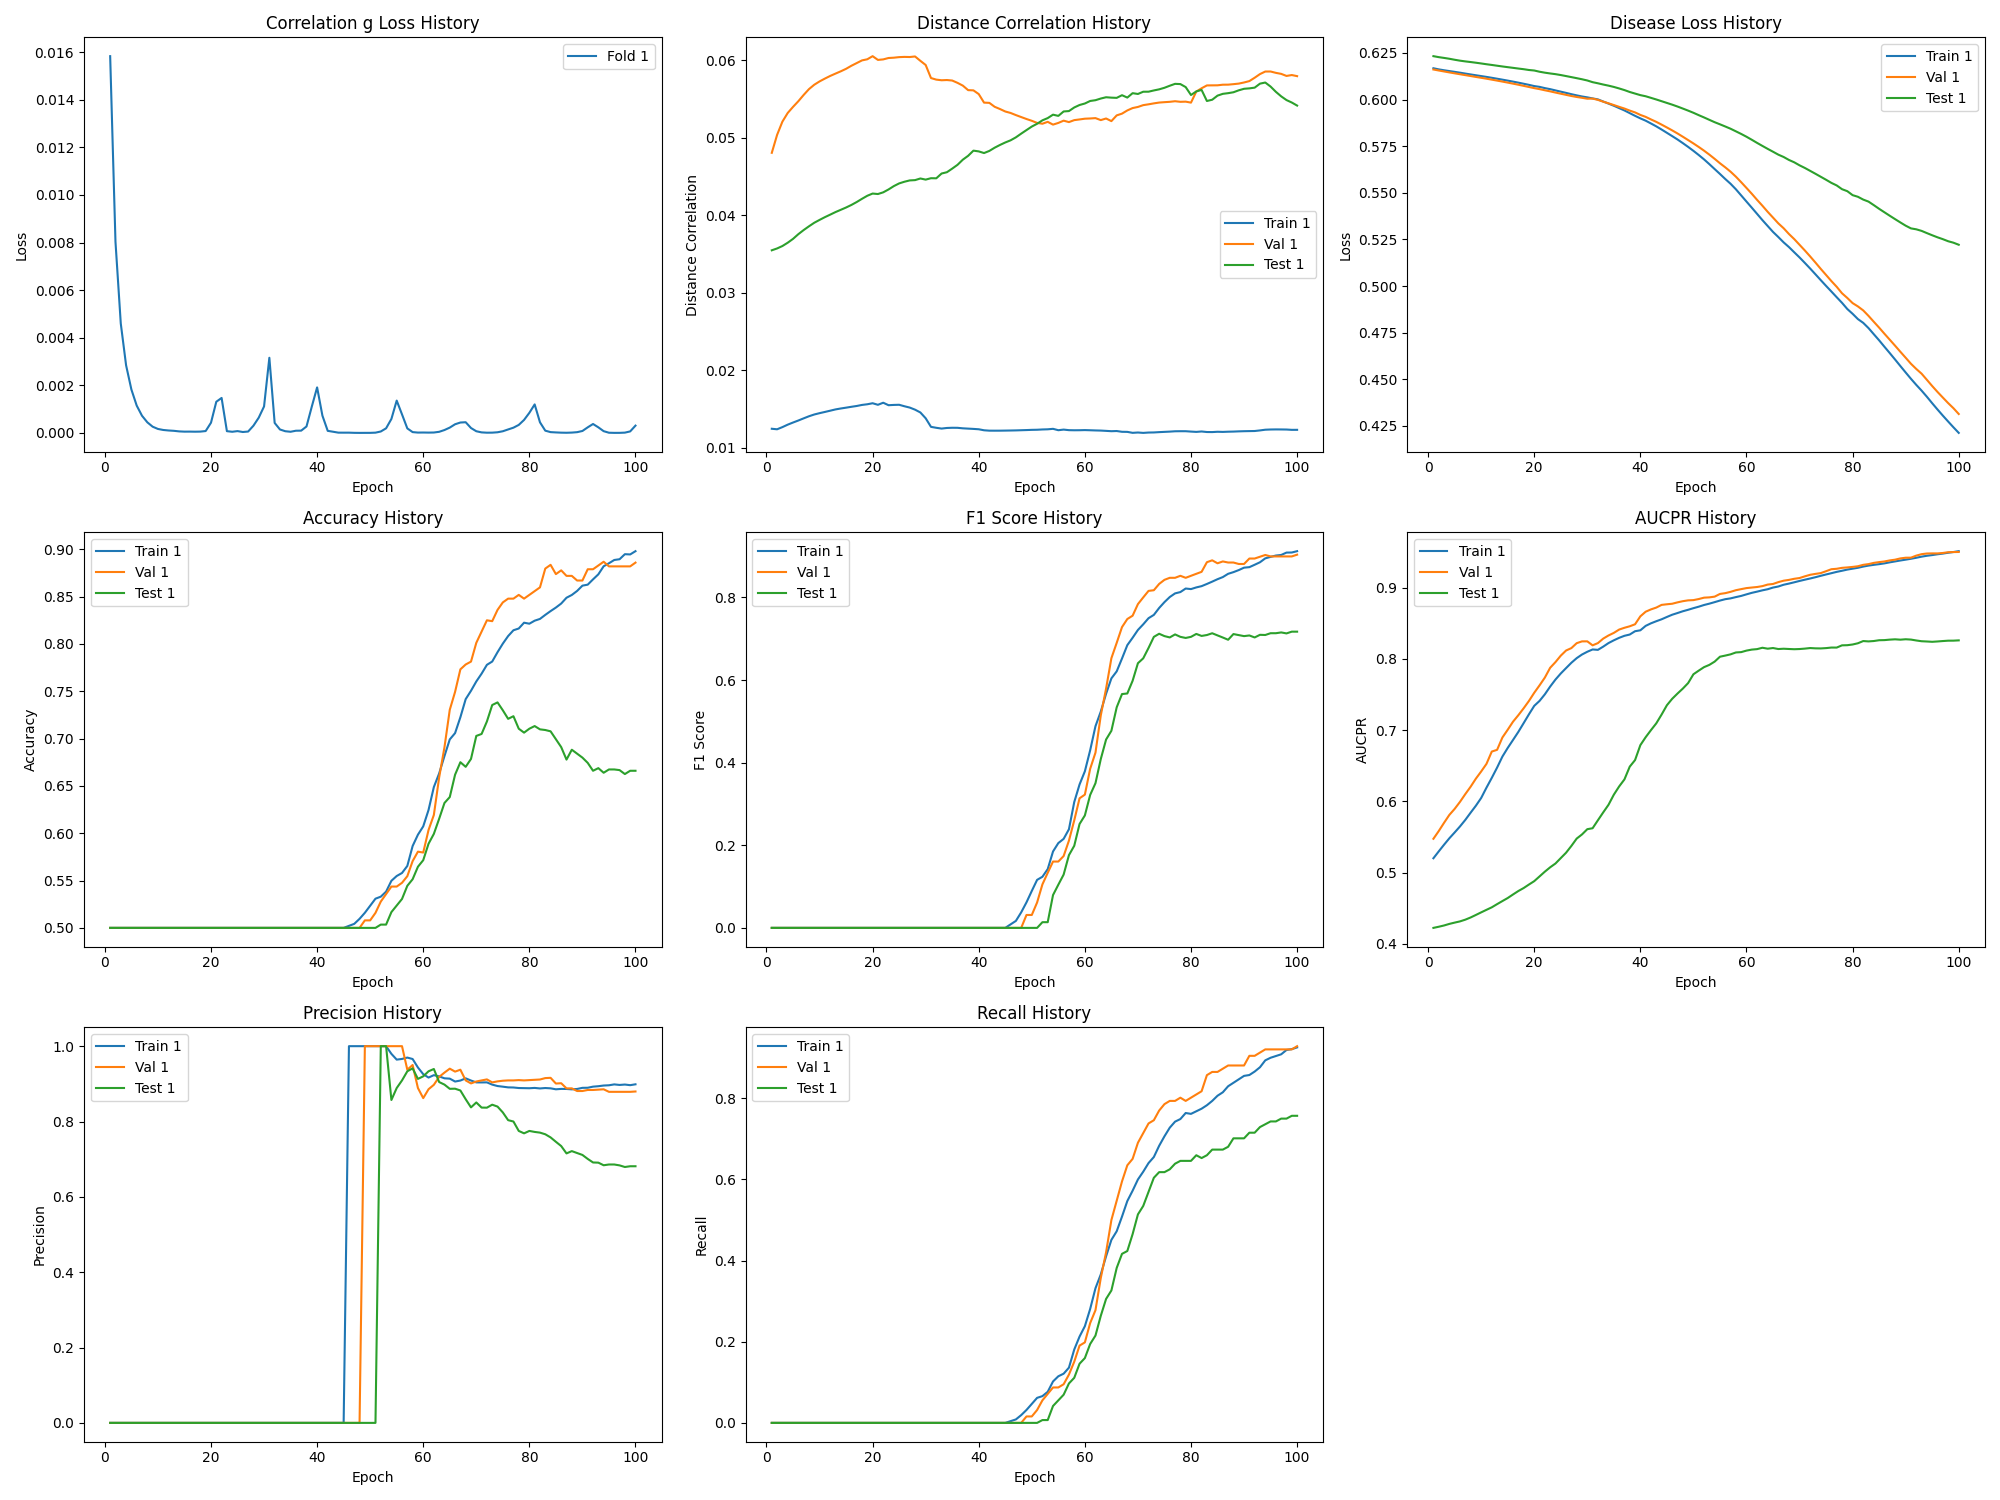 Correlation g Loss History
Fold 1
0.016
0.014
0.012
0.010
0.008
0.006
0.004
0.002
0.000
Loss
0 20 40 60 80 100
Epoch
Distance Correlation History
0.06
0.05
0.04
0.03
0.02
0.01
Distance Correlation
Train 1
Val 1
Test 1
0 20 40 60 80 100
Epoch
Disease Loss History
Train 1
Val 1
Test 1
0.625
0.600
0.575
0.550
0.525
0.500
0.475
0.450
0.425
Loss
0 20 40 60 80 100
Epoch
Accuracy History
Train 1
Val 1
Test 1
0.90
0.85
0.80
0.75
0.70
0.65
0.60
0.55
0.50
Accuracy
0 20 40 60 80 100
Epoch
F1 Score History
Train 1
Val 1
Test 1
0.8
0.6
0.4
0.2
0.0
F1 Score
0 20 40 60 80 100
Epoch
AUCPR History
Train 1
Val 1
Test 1
0.9
0.8
0.7
0.6
0.5
0.4
AUCPR
0 20 40 60 80 100
Epoch
Precision History
Train 1
Val 1
Test 1
1.0
0.8
0.6
0.4
0.2
0.0
Precision
0 20 40 60 80 100
Epoch
Recall History
Train 1
Val 1
Test 1
0.8
0.6
0.4
0.2
0.0
Recall
0 20 40 60 80 100
Epoch